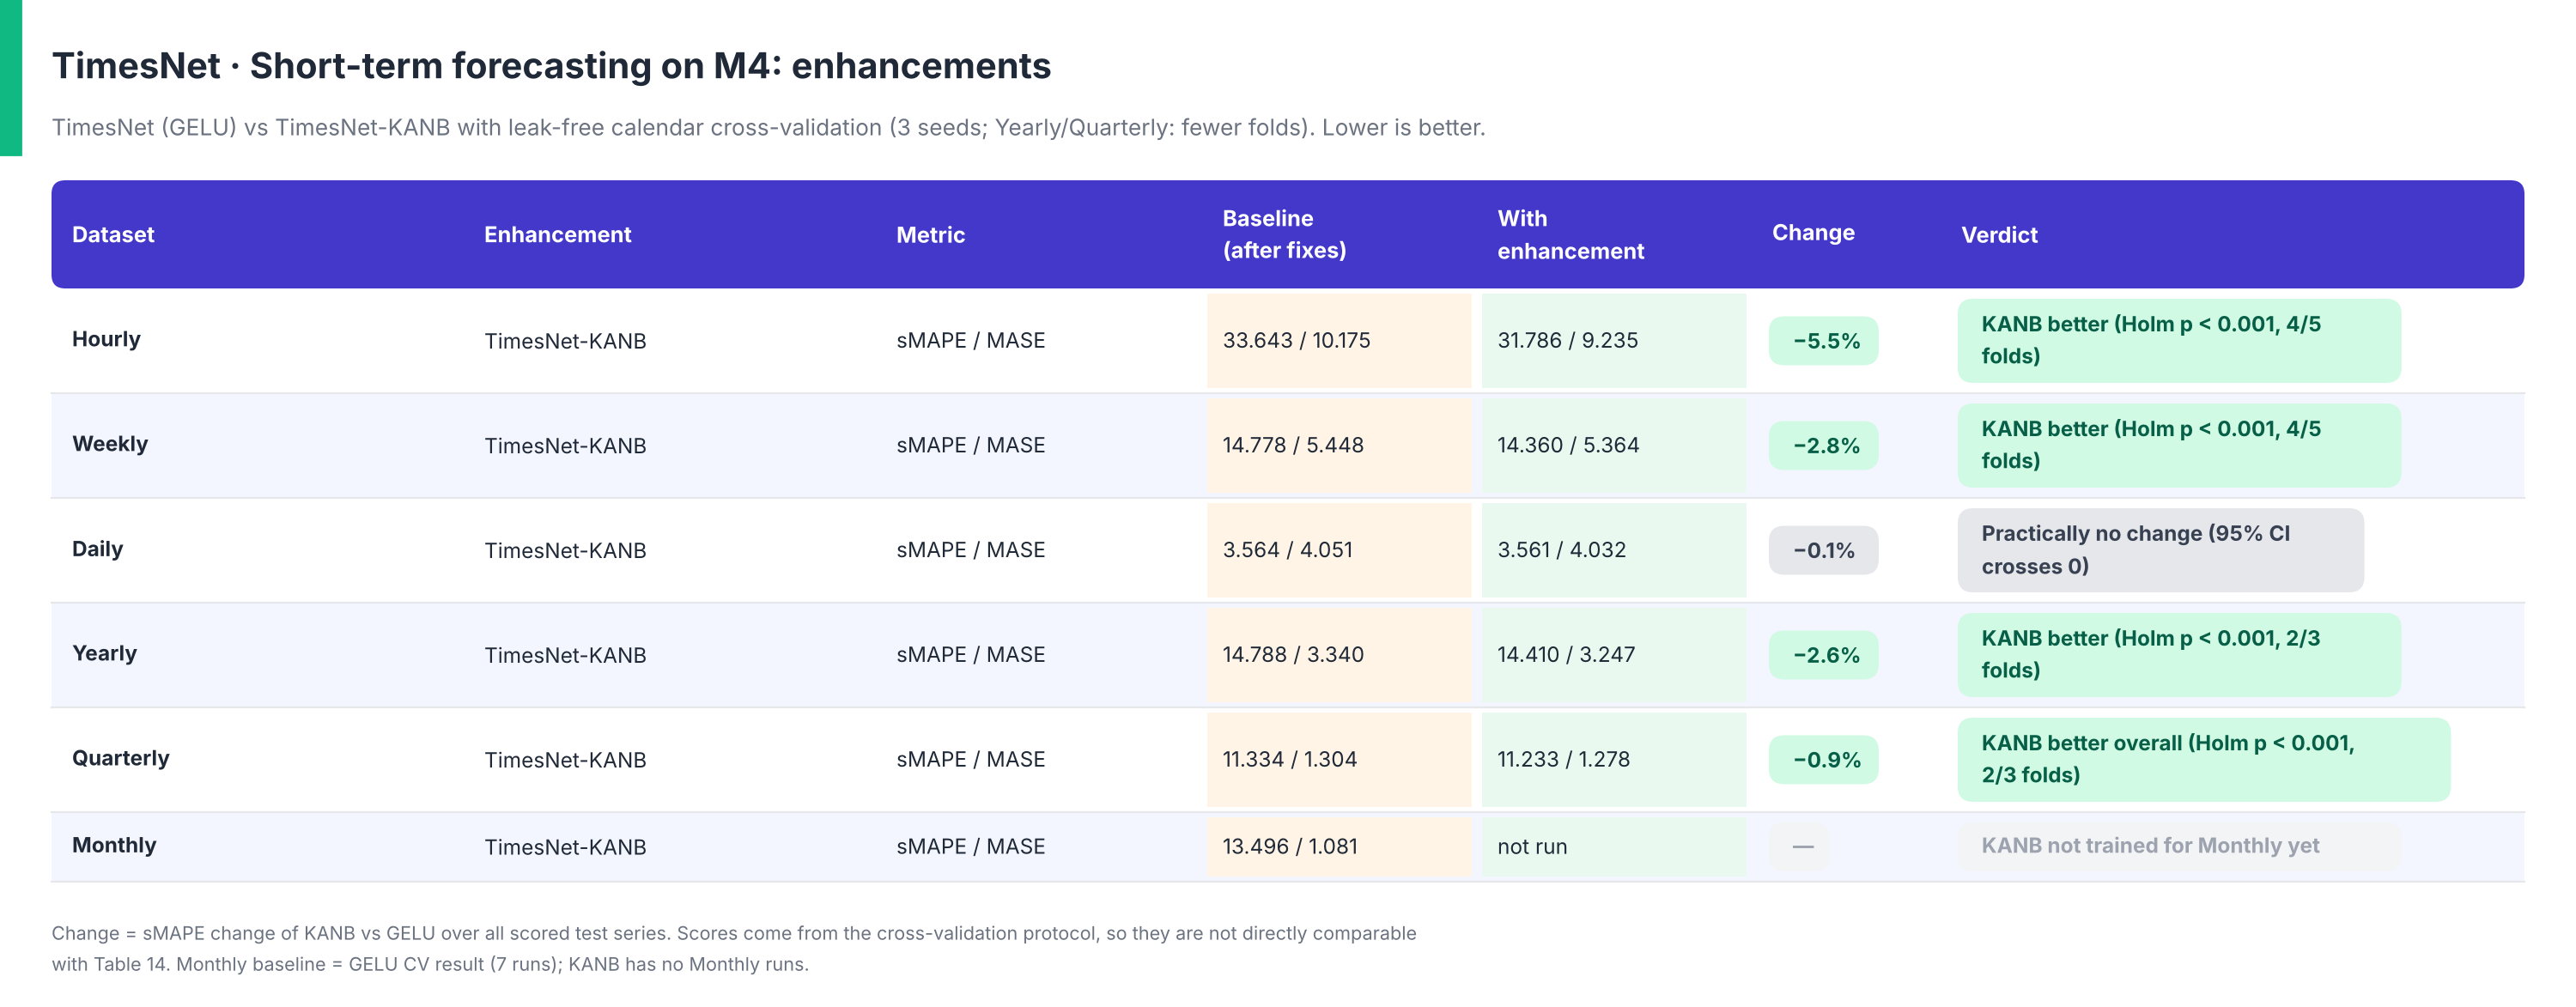 TimesNet · Short-term forecasting on M4: enhancements
TimesNet (GELU) vs TimesNet-KANB with leak-free calendar cross-validation (3 seeds; Yearly/Quarterly: fewer folds). Lower is better.
Dataset Enhancement Metric Baseline (after fixes) With enhancement Change Verdict
Hourly TimesNet-KANB sMAPE / MASE 33.643 / 10.175 31.786 / 9.235 −5.5% KANB better (Holm p < 0.001, 4/5 folds)
Weekly TimesNet-KANB sMAPE / MASE 14.778 / 5.448 14.360 / 5.364 −2.8% KANB better (Holm p < 0.001, 4/5 folds)
Daily TimesNet-KANB sMAPE / MASE 3.564 / 4.051 3.561 / 4.032 −0.1% Practically no change (95% CI crosses 0)
Yearly TimesNet-KANB sMAPE / MASE 14.788 / 3.340 14.410 / 3.247 −2.6% KANB better (Holm p < 0.001, 2/3 folds)
Quarterly TimesNet-KANB sMAPE / MASE 11.334 / 1.304 11.233 / 1.278 −0.9% KANB better overall (Holm p < 0.001, 2/3 folds)
Monthly TimesNet-KANB sMAPE / MASE 13.496 / 1.081 not run — KANB not trained for Monthly yet
Change = sMAPE change of KANB vs GELU over all scored test series. Scores come from the cross-validation protocol, so they are not directly comparable
with Table 14. Monthly baseline = GELU CV result (7 runs); KANB has no Monthly runs.